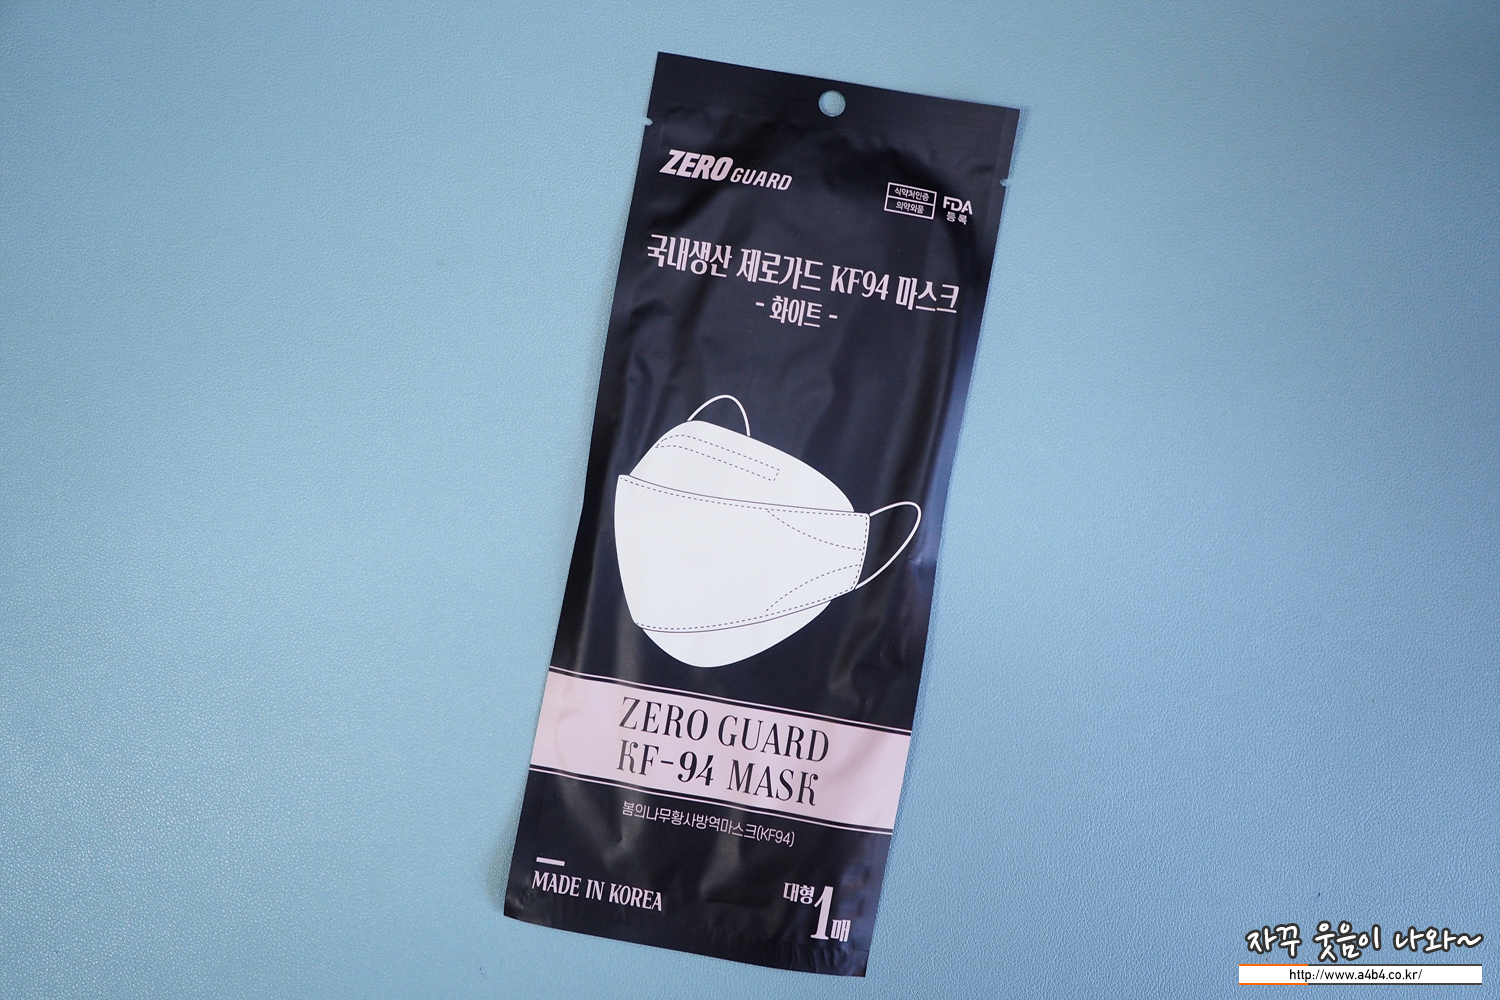 ZERO GUARD
식약처인증
의약외품
FDA
등록
국내생산 제로가드 KF94 마스크
- 화이트 -
ZERO GUARD
KF-94 MASK
봄의나무황사방역마스크(KF94)
MADE IN KOREA
대형 1매
자꾸 웃음이 나와~
http://www.a4b4.co.kr/